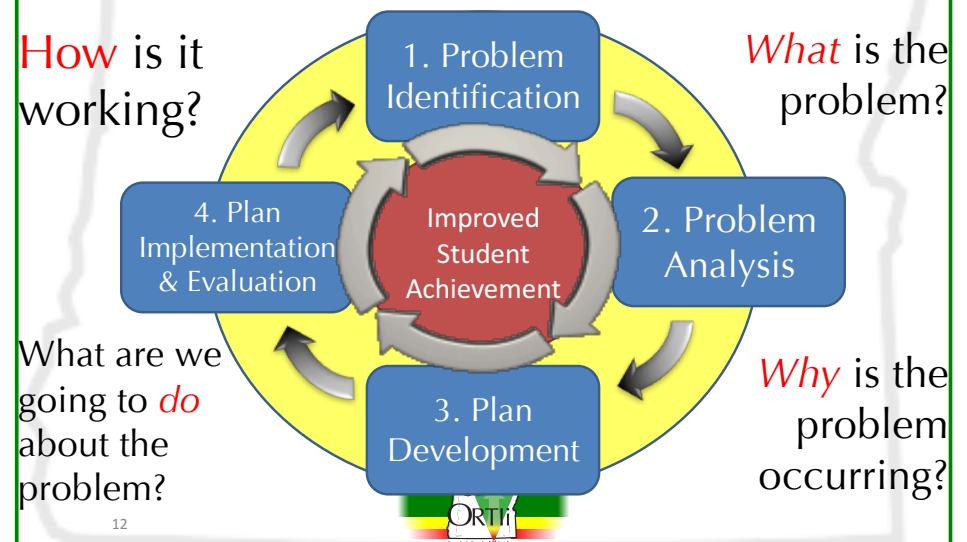 How is it
working?
1. Problem
Identification
What is the
problem?
4. Plan
Implementation
& Evaluation
Improved
Student
Achievement
2. Problem
Analysis
What are we
going to do
about the
problem?
3. Plan
Development
Why is the
problem
occurring?
12
ORTIi